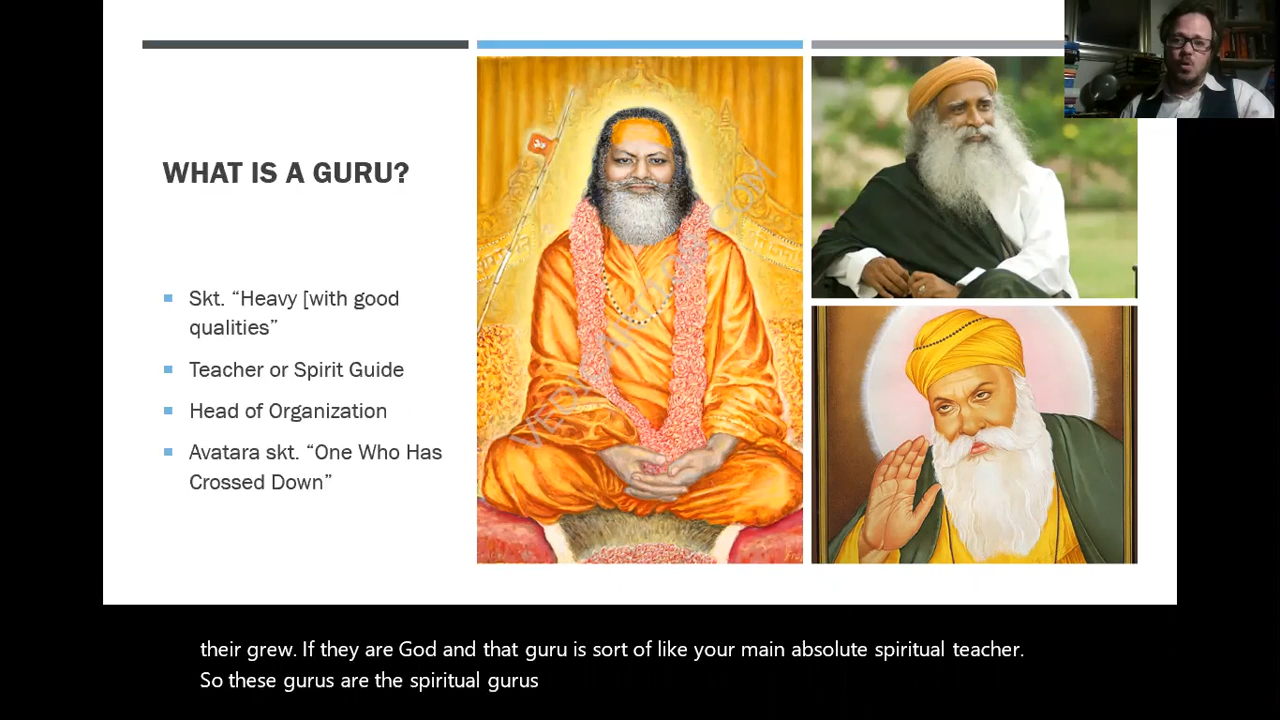 WHAT IS A GURU?
Skt. “Heavy [with good
qualities”
Teacher or Spirit Guide
Head of Organization
Avatara skt. “One Who Has
Crossed Down”
their grew. If they are God and that guru is sort of like your main absolute spiritual teacher.
So these gurus are the spiritual gurus